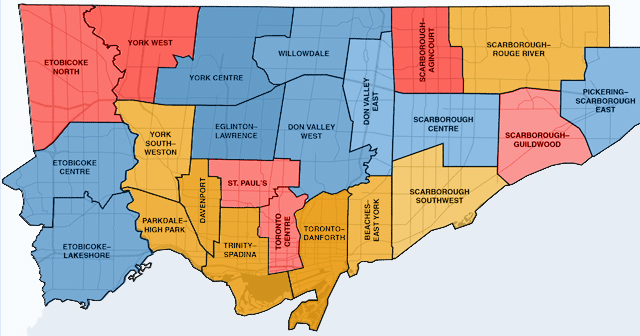 ETOBICOKE
NORTH
YORK WEST
YORK CENTRE
WILLOWDALE
SCARBOROUGH–
AGINCOURT
SCARBOROUGH–
ROUGE RIVER
PICKERING–
SCARBOROUGH
EAST
DON VALLEY
EAST
ETOBICOKE
CENTRE
YORK
SOUTH–
WESTON
EGLINTON–
LAWRENCE
DON VALLEY
WEST
SCARBOROUGH
CENTRE
SCARBOROUGH–
GUILDWOOD
DAVENPORT
ST. PAUL'S
SCARBOROUGH
SOUTHWEST
ETOBICOKE–
LAKESHORE
PARKDALE–
HIGH PARK
TRINITY–
SPADINA
TORONTO
CENTRE
TORONTO–
DANFORTH
BEACHES–
EAST YORK